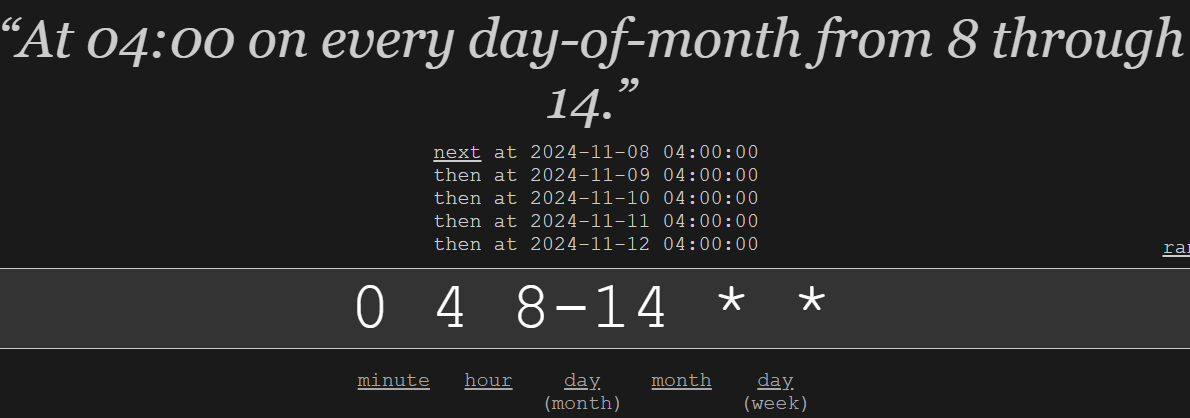 “At 04:00 on every day-of-month from 8 through
14.”
next at 2024-11-08 04:00:00
then at 2024-11-09 04:00:00
then at 2024-11-10 04:00:00
then at 2024-11-11 04:00:00
then at 2024-11-12 04:00:00
0 4 8-14 * *
minute hour day month day
(month) (week)